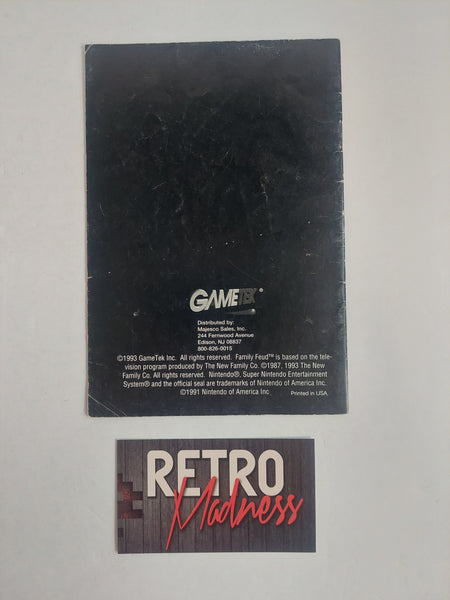 GAMETEK®
Distributed by:
Majesco Sales, Inc.
244 Fernwood Avenue
Edison, NJ 08837
800-826-0015
©1993 GameTek Inc. All rights reserved. Family Feud™ is based on the tele-
vision program produced by The New Family Co. ©1987, 1993 The New
Family Co. All rights reserved. Nintendo®, Super Nintendo Entertainment
System® and the official seal are trademarks of Nintendo of America Inc.
©1991 Nintendo of America Inc
Printed in USA
RETRO
Madness